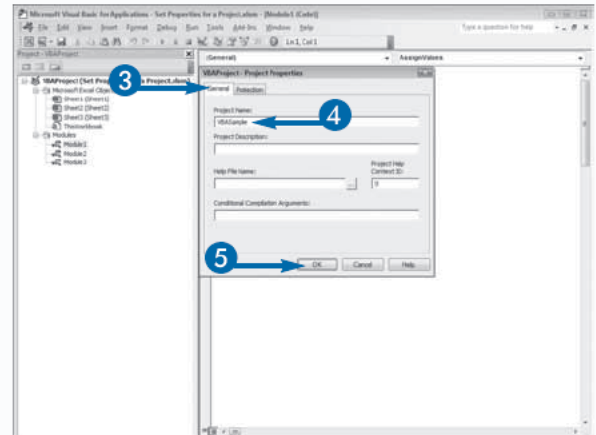 Microsoft Visual Basic for Applications - Set Properties for a Project.xlsm - [Module1 (Code)]
File Edit View Insert Format Debug Run Tools Add-Ins Window Help
Type a question for help
Ln 1, Col 1
Project - VBAProject
(General)
AssignValues
VBAProject (Set Prop
a Project.xlsm)
Microsoft Excel Objec
Sheet1 (Sheet1)
Sheet2 (Sheet2)
Sheet3 (Sheet3)
ThisWorkbook
Modules
Module1
Module2
Module3
3
VBAProject - Project Properties
General
Protection
Project Name:
VBASample
4
Project Description:
Help File Name:
Project Help
Context ID:
...
0
Conditional Compilation Arguments:
5
OK
Cancel
Help